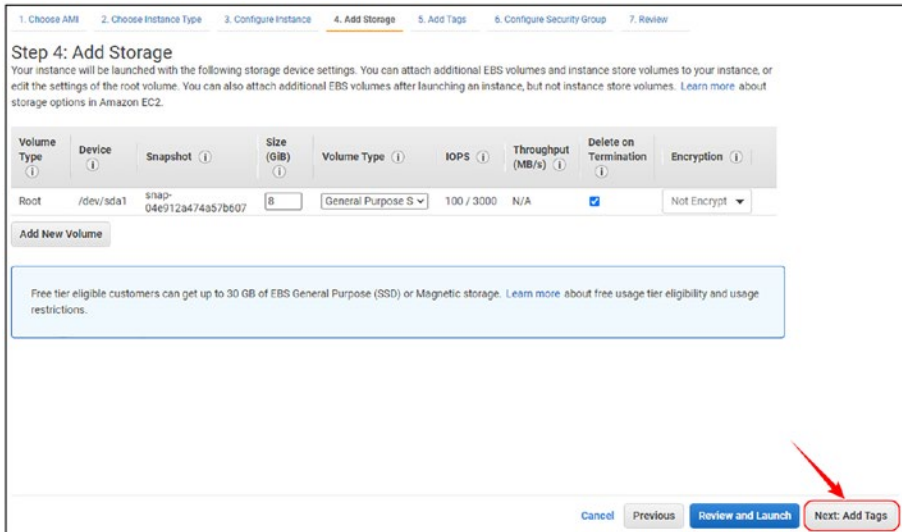 1. Choose AMI 2. Choose Instance Type 3. Configure Instance 4. Add Storage 5. Add Tags 6. Configure Security Group 7. Review
Step 4: Add Storage
Your instance will be launched with the following storage device settings. You can attach additional EBS volumes and instance store volumes to your instance, or
edit the settings of the root volume. You can also attach additional EBS volumes after launching an instance, but not instance store volumes. Learn more about
storage options in Amazon EC2.
Volume Type Device Snapshot Size (GiB) Volume Type IOPS Throughput (MB/s) Delete on Termination Encryption
Root /dev/sda1 snap-04e912a474a57b607 8 General Purpose S 100 / 3000 N/A Not Encrypt
Add New Volume
Free tier eligible customers can get up to 30 GB of EBS General Purpose (SSD) or Magnetic storage. Learn more about free usage tier eligibility and usage
restrictions.
Cancel Previous Review and Launch Next: Add Tags